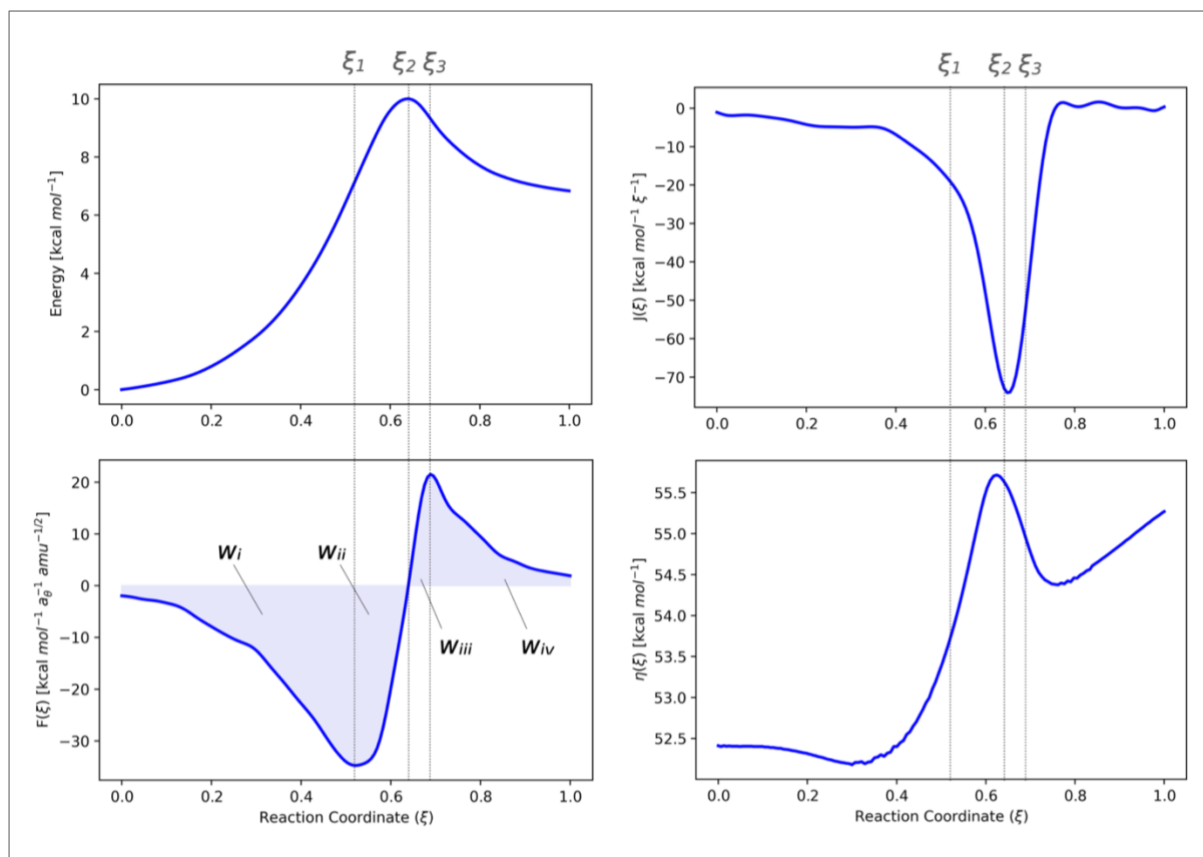 ξ1 ξ2 ξ3
10
8
6
4
2
0
Energy [kcal mol⁻¹]
0.0 0.2 0.4 0.6 0.8 1.0
ξ1 ξ2 ξ3
0
−10
−20
−30
−40
−50
−60
−70
J(ξ) [kcal mol⁻¹ ξ⁻¹]
0.0 0.2 0.4 0.6 0.8 1.0
20
10
0
−10
−20
−30
F(ξ) [kcal mol⁻¹ a₀⁻¹ amu⁻¹/²]
Wi Wii
Wiii Wiv
0.0 0.2 0.4 0.6 0.8 1.0
Reaction Coordinate (ξ)
55.5
55.0
54.5
54.0
53.5
53.0
52.5
η(ξ) [kcal mol⁻¹]
0.0 0.2 0.4 0.6 0.8 1.0
Reaction Coordinate (ξ)